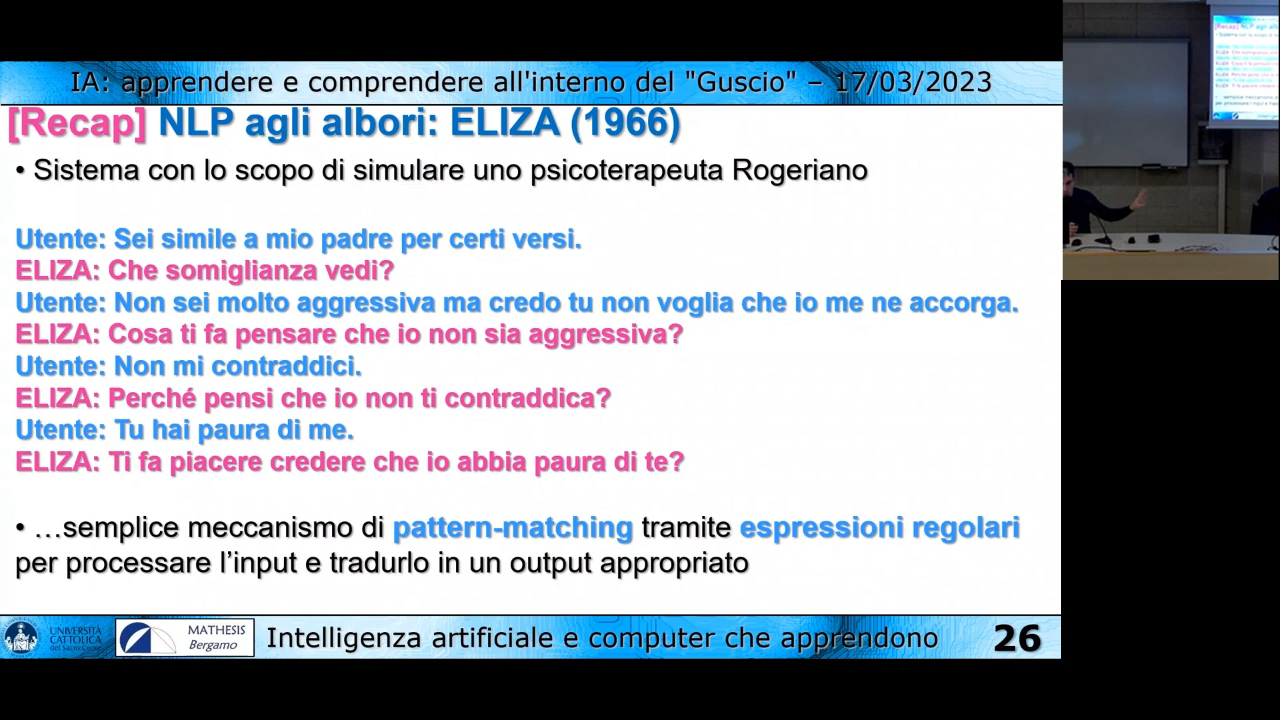 IA: apprendere e comprendere all'interno del "Guscio" – 17/03/2023
[Recap] NLP agli albori: ELIZA (1966)
• Sistema con lo scopo di simulare uno psicoterapeuta Rogeriano
Utente: Sei simile a mio padre per certi versi.
ELIZA: Che somiglianza vedi?
Utente: Non sei molto aggressiva ma credo tu non voglia che io me ne accorga.
ELIZA: Cosa ti fa pensare che io non sia aggressiva?
Utente: Non mi contraddici.
ELIZA: Perché pensi che io non ti contraddica?
Utente: Tu hai paura di me.
ELIZA: Ti fa piacere credere che io abbia paura di te?
• …semplice meccanismo di pattern-matching tramite espressioni regolari
per processare l’input e tradurlo in un output appropriato
UNIVERSITÀ
CATTOLICA
del Sacro Cuore
MATHESIS
Bergamo
Intelligenza artificiale e computer che apprendono
26